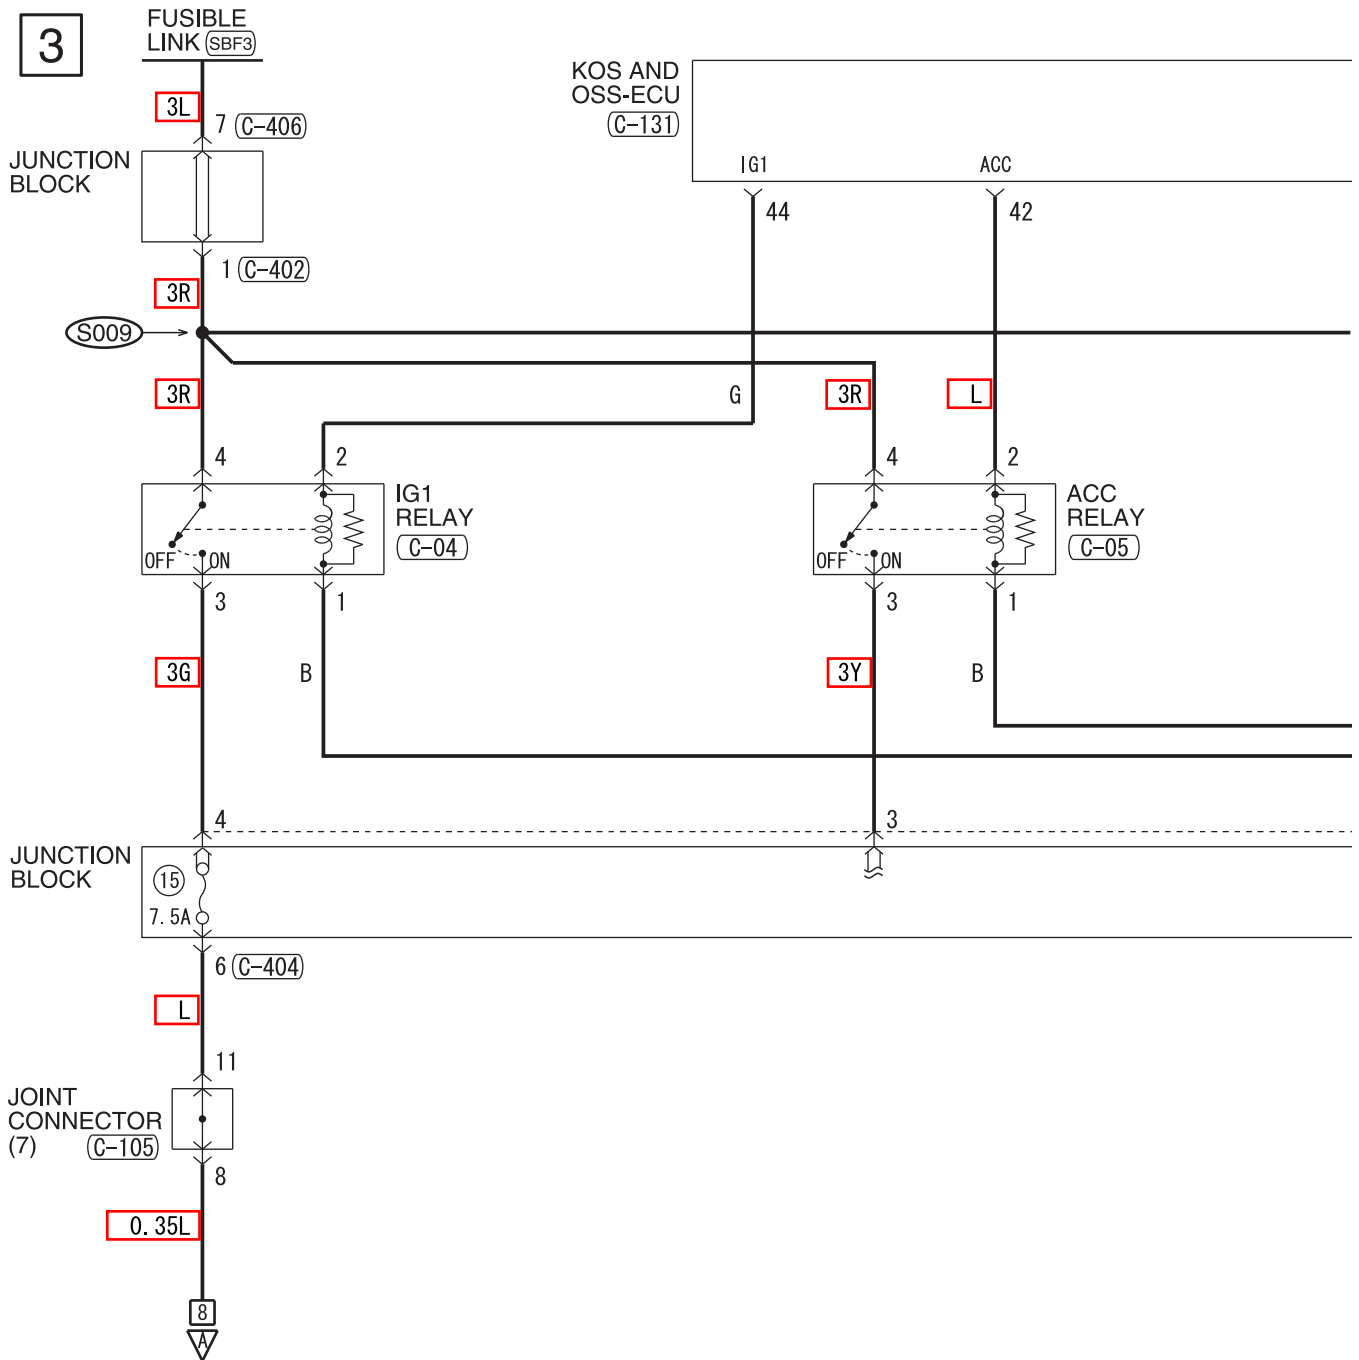 3
FUSIBLE
LINK SBF3
3L
7 C-406
JUNCTION
BLOCK
1 C-402
3R
S009
3R
KOS AND
OSS-ECU
C-131
IG1
ACC
44
42
G
3R
L
4
2
IG1
RELAY
C-04
OFF
ON
3
1
4
2
ACC
RELAY
C-05
OFF
ON
3
1
3G
B
3Y
B
4
3
JUNCTION
BLOCK
15
7.5A
6 C-404
L
11
JOINT
CONNECTOR
(7) C-105
8
0.35L
8
A